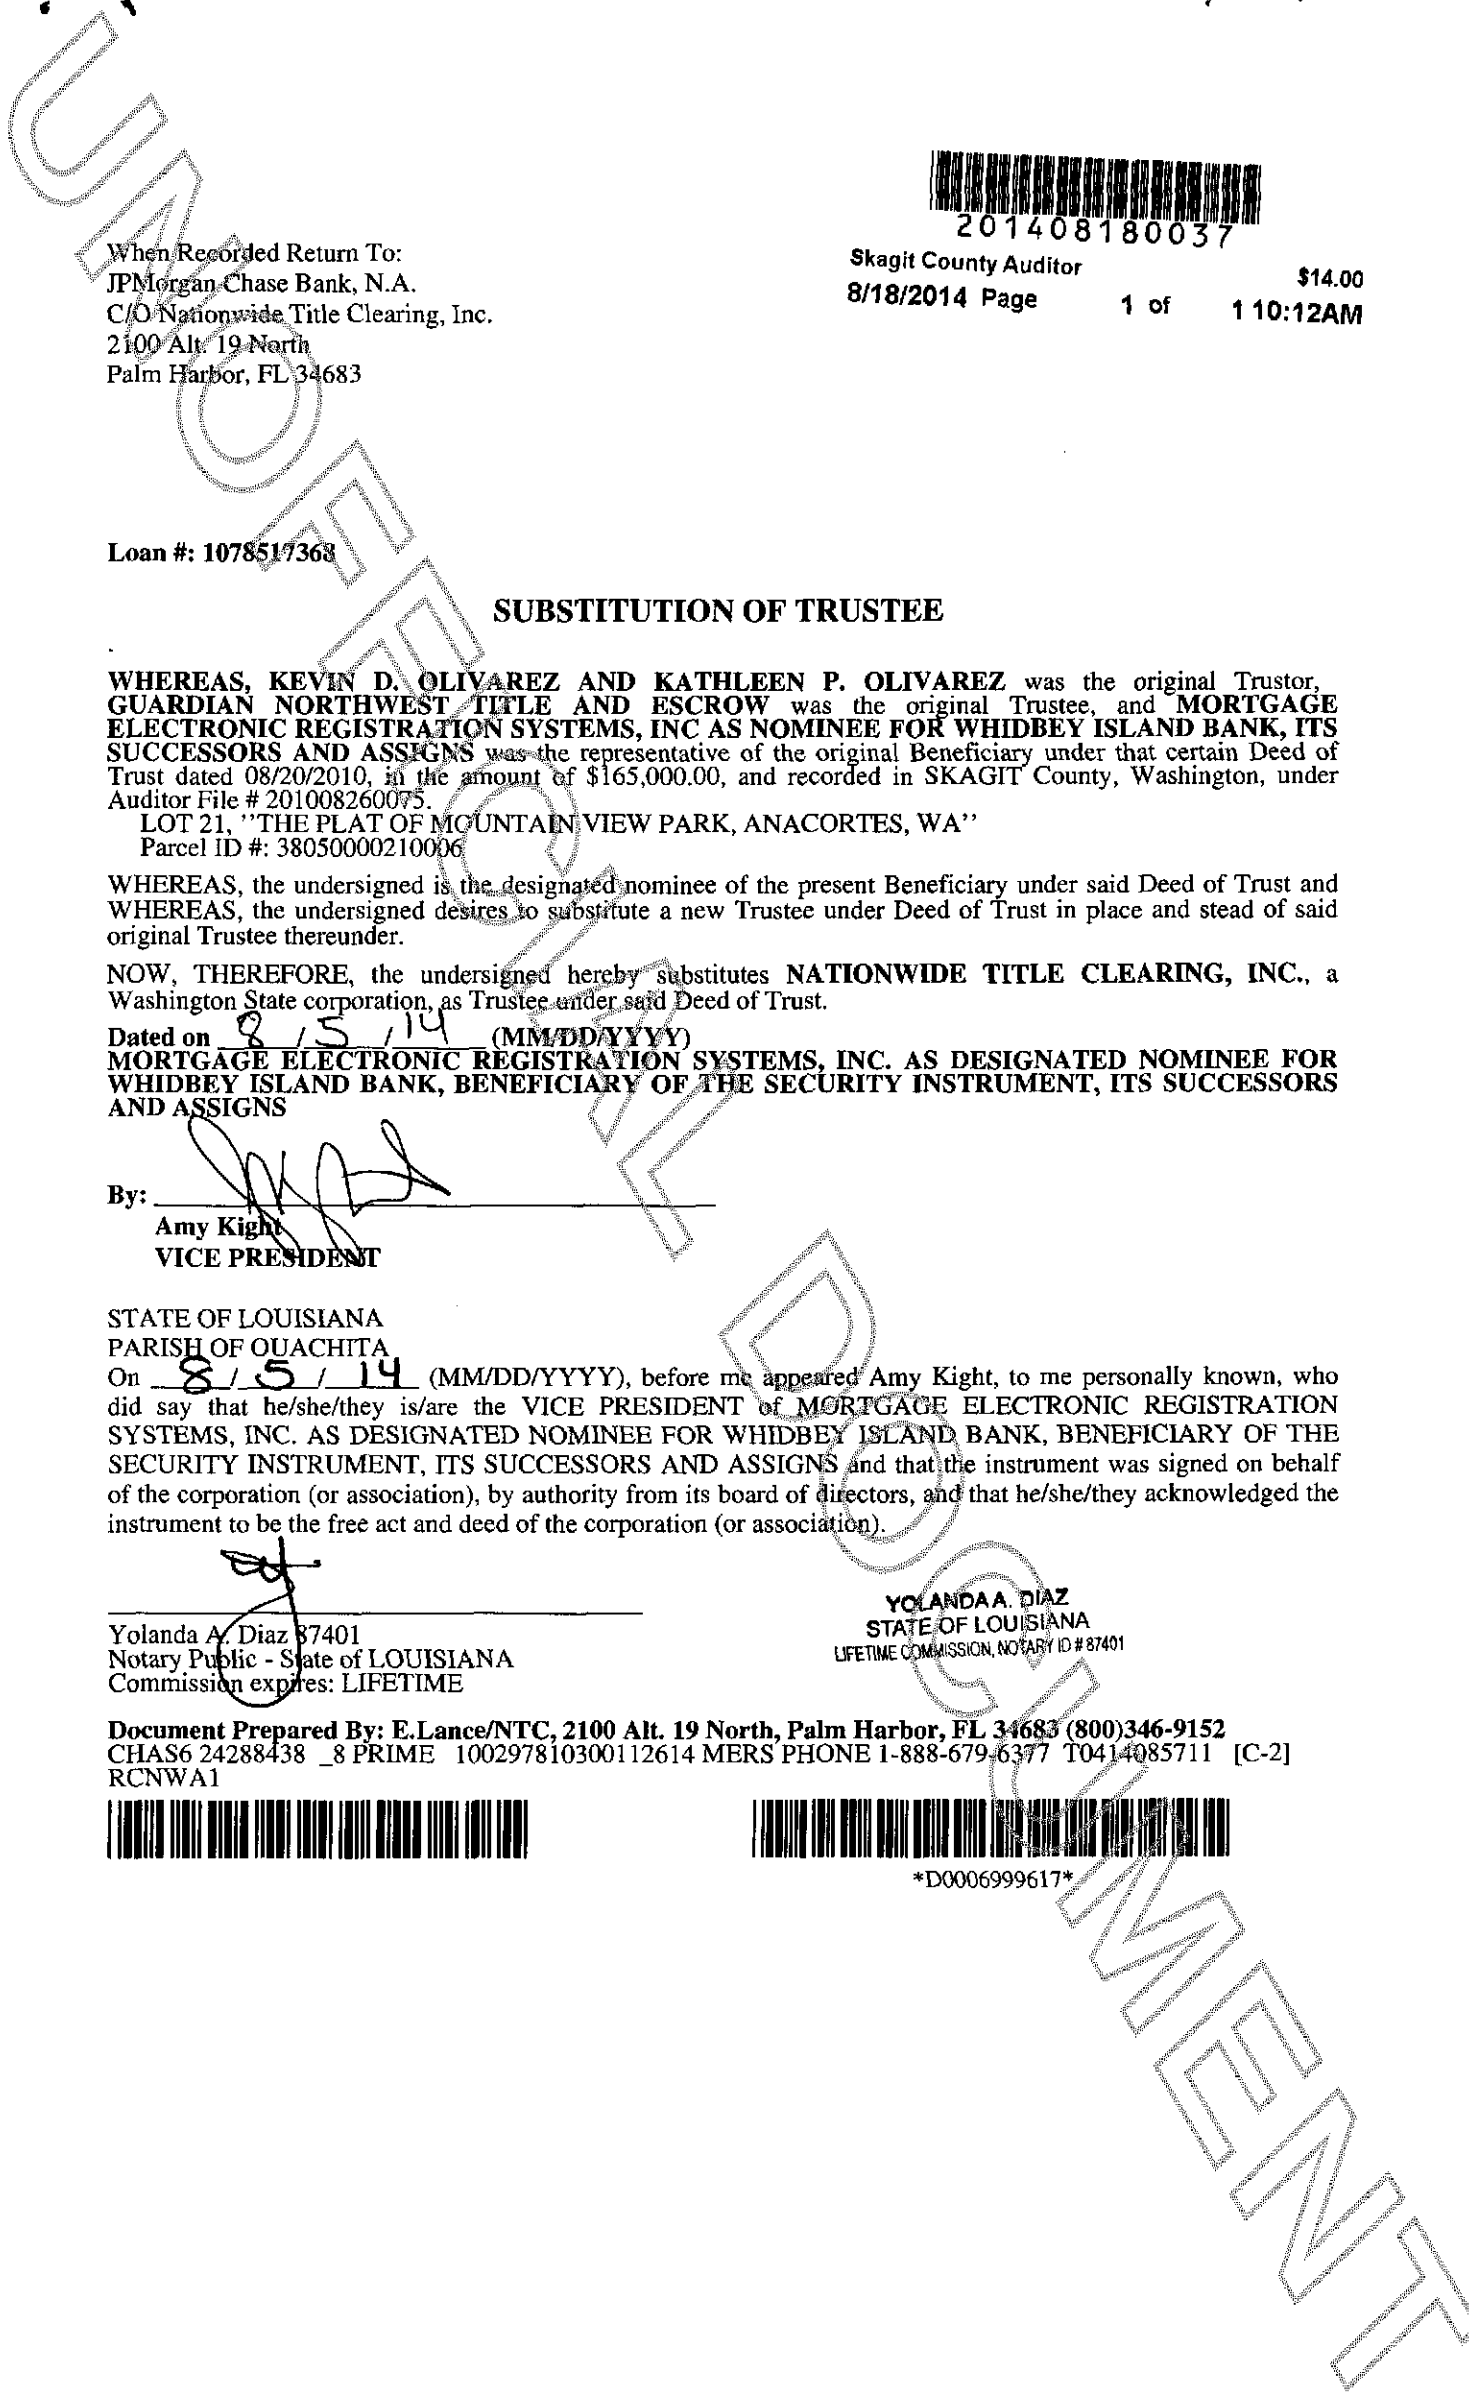 201408180037
Skagit County Auditor $14.00
8/18/2014 Page 1 of 1 10:12AM
When Recorded Return To:
JPMorgan Chase Bank, N.A.
C/O Nationwide Title Clearing, Inc.
2100 Alt. 19 North
Palm Harbor, FL 34683
Loan #: 1078517368
SUBSTITUTION OF TRUSTEE
WHEREAS, KEVIN D. OLIVAREZ AND KATHLEEN P. OLIVAREZ was the original Trustor,
GUARDIAN NORTHWEST TITLE AND ESCROW was the original Trustee, and MORTGAGE
ELECTRONIC REGISTRATION SYSTEMS, INC AS NOMINEE FOR WHIDBEY ISLAND BANK, ITS
SUCCESSORS AND ASSIGNS was the representative of the original Beneficiary under that certain Deed of
Trust dated 08/20/2010, in the amount of $165,000.00, and recorded in SKAGIT County, Washington, under
Auditor File # 201008260075.
LOT 21, ''THE PLAT OF MOUNTAIN VIEW PARK, ANACORTES, WA''
Parcel ID #: 38050000210006
WHEREAS, the undersigned is the designated nominee of the present Beneficiary under said Deed of Trust and
WHEREAS, the undersigned desires to substitute a new Trustee under Deed of Trust in place and stead of said
original Trustee thereunder.
NOW, THEREFORE, the undersigned hereby substitutes NATIONWIDE TITLE CLEARING, INC., a
Washington State corporation, as Trustee under said Deed of Trust.
Dated on 8 / 5 / 14 (MM/DD/YYYY)
MORTGAGE ELECTRONIC REGISTRATION SYSTEMS, INC. AS DESIGNATED NOMINEE FOR
WHIDBEY ISLAND BANK, BENEFICIARY OF THE SECURITY INSTRUMENT, ITS SUCCESSORS
AND ASSIGNS
By:
Amy Kight
VICE PRESIDENT
STATE OF LOUISIANA
PARISH OF OUACHITA
On 8 / 5 / 14 (MM/DD/YYYY), before me appeared Amy Kight, to me personally known, who
did say that he/she/they is/are the VICE PRESIDENT of MORTGAGE ELECTRONIC REGISTRATION
SYSTEMS, INC. AS DESIGNATED NOMINEE FOR WHIDBEY ISLAND BANK, BENEFICIARY OF THE
SECURITY INSTRUMENT, ITS SUCCESSORS AND ASSIGNS and that the instrument was signed on behalf
of the corporation (or association), by authority from its board of directors, and that he/she/they acknowledged the
instrument to be the free act and deed of the corporation (or association).
Yolanda A. Diaz 87401
Notary Public - State of LOUISIANA
Commission expires: LIFETIME
YOLANDA A. DIAZ
STATE OF LOUISIANA
LIFETIME COMMISSION, NOTARY ID # 87401
Document Prepared By: E.Lance/NTC, 2100 Alt. 19 North, Palm Harbor, FL 34683 (800)346-9152
CHAS6 24288438 _8 PRIME 100297810300112614 MERS PHONE 1-888-679-6377 T0414085711 [C-2]
RCNWA1
*D0006999617*
UNOFFICIAL DOCUMENT